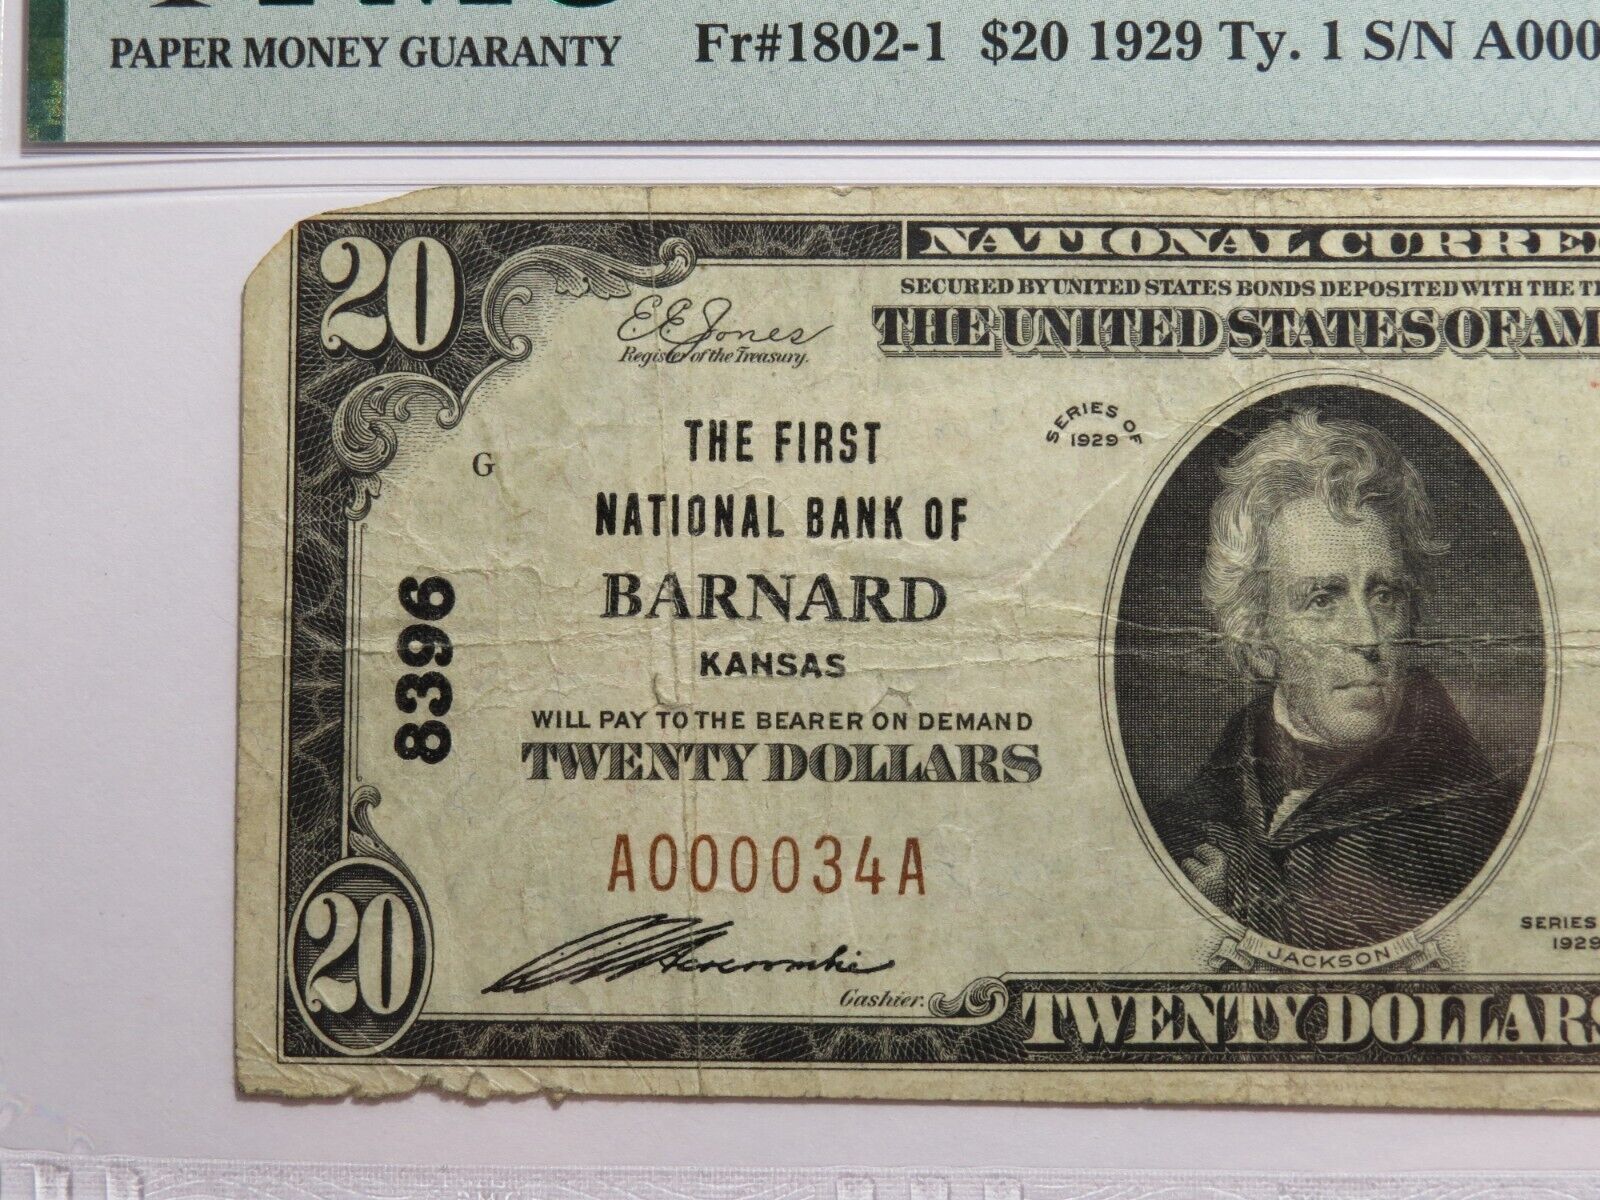 PAPER MONEY GUARANTY
Fr#1802-1 $20 1929 Ty. 1 S/N A000
20
NATIONAL CURRE
SECURED BY UNITED STATES BONDS DEPOSITED WITH THE
THE UNITED STATES OF AM
E.E. Jones
Register of the Treasury.
SERIES OF
1929
THE FIRST
G
NATIONAL BANK OF
BARNARD
KANSAS
8396
WILL PAY TO THE BEARER ON DEMAND
TWENTY DOLLARS
A000034A
SERIES
1929
JACKSON
20
Cashier.
TWENTY DOLLARS